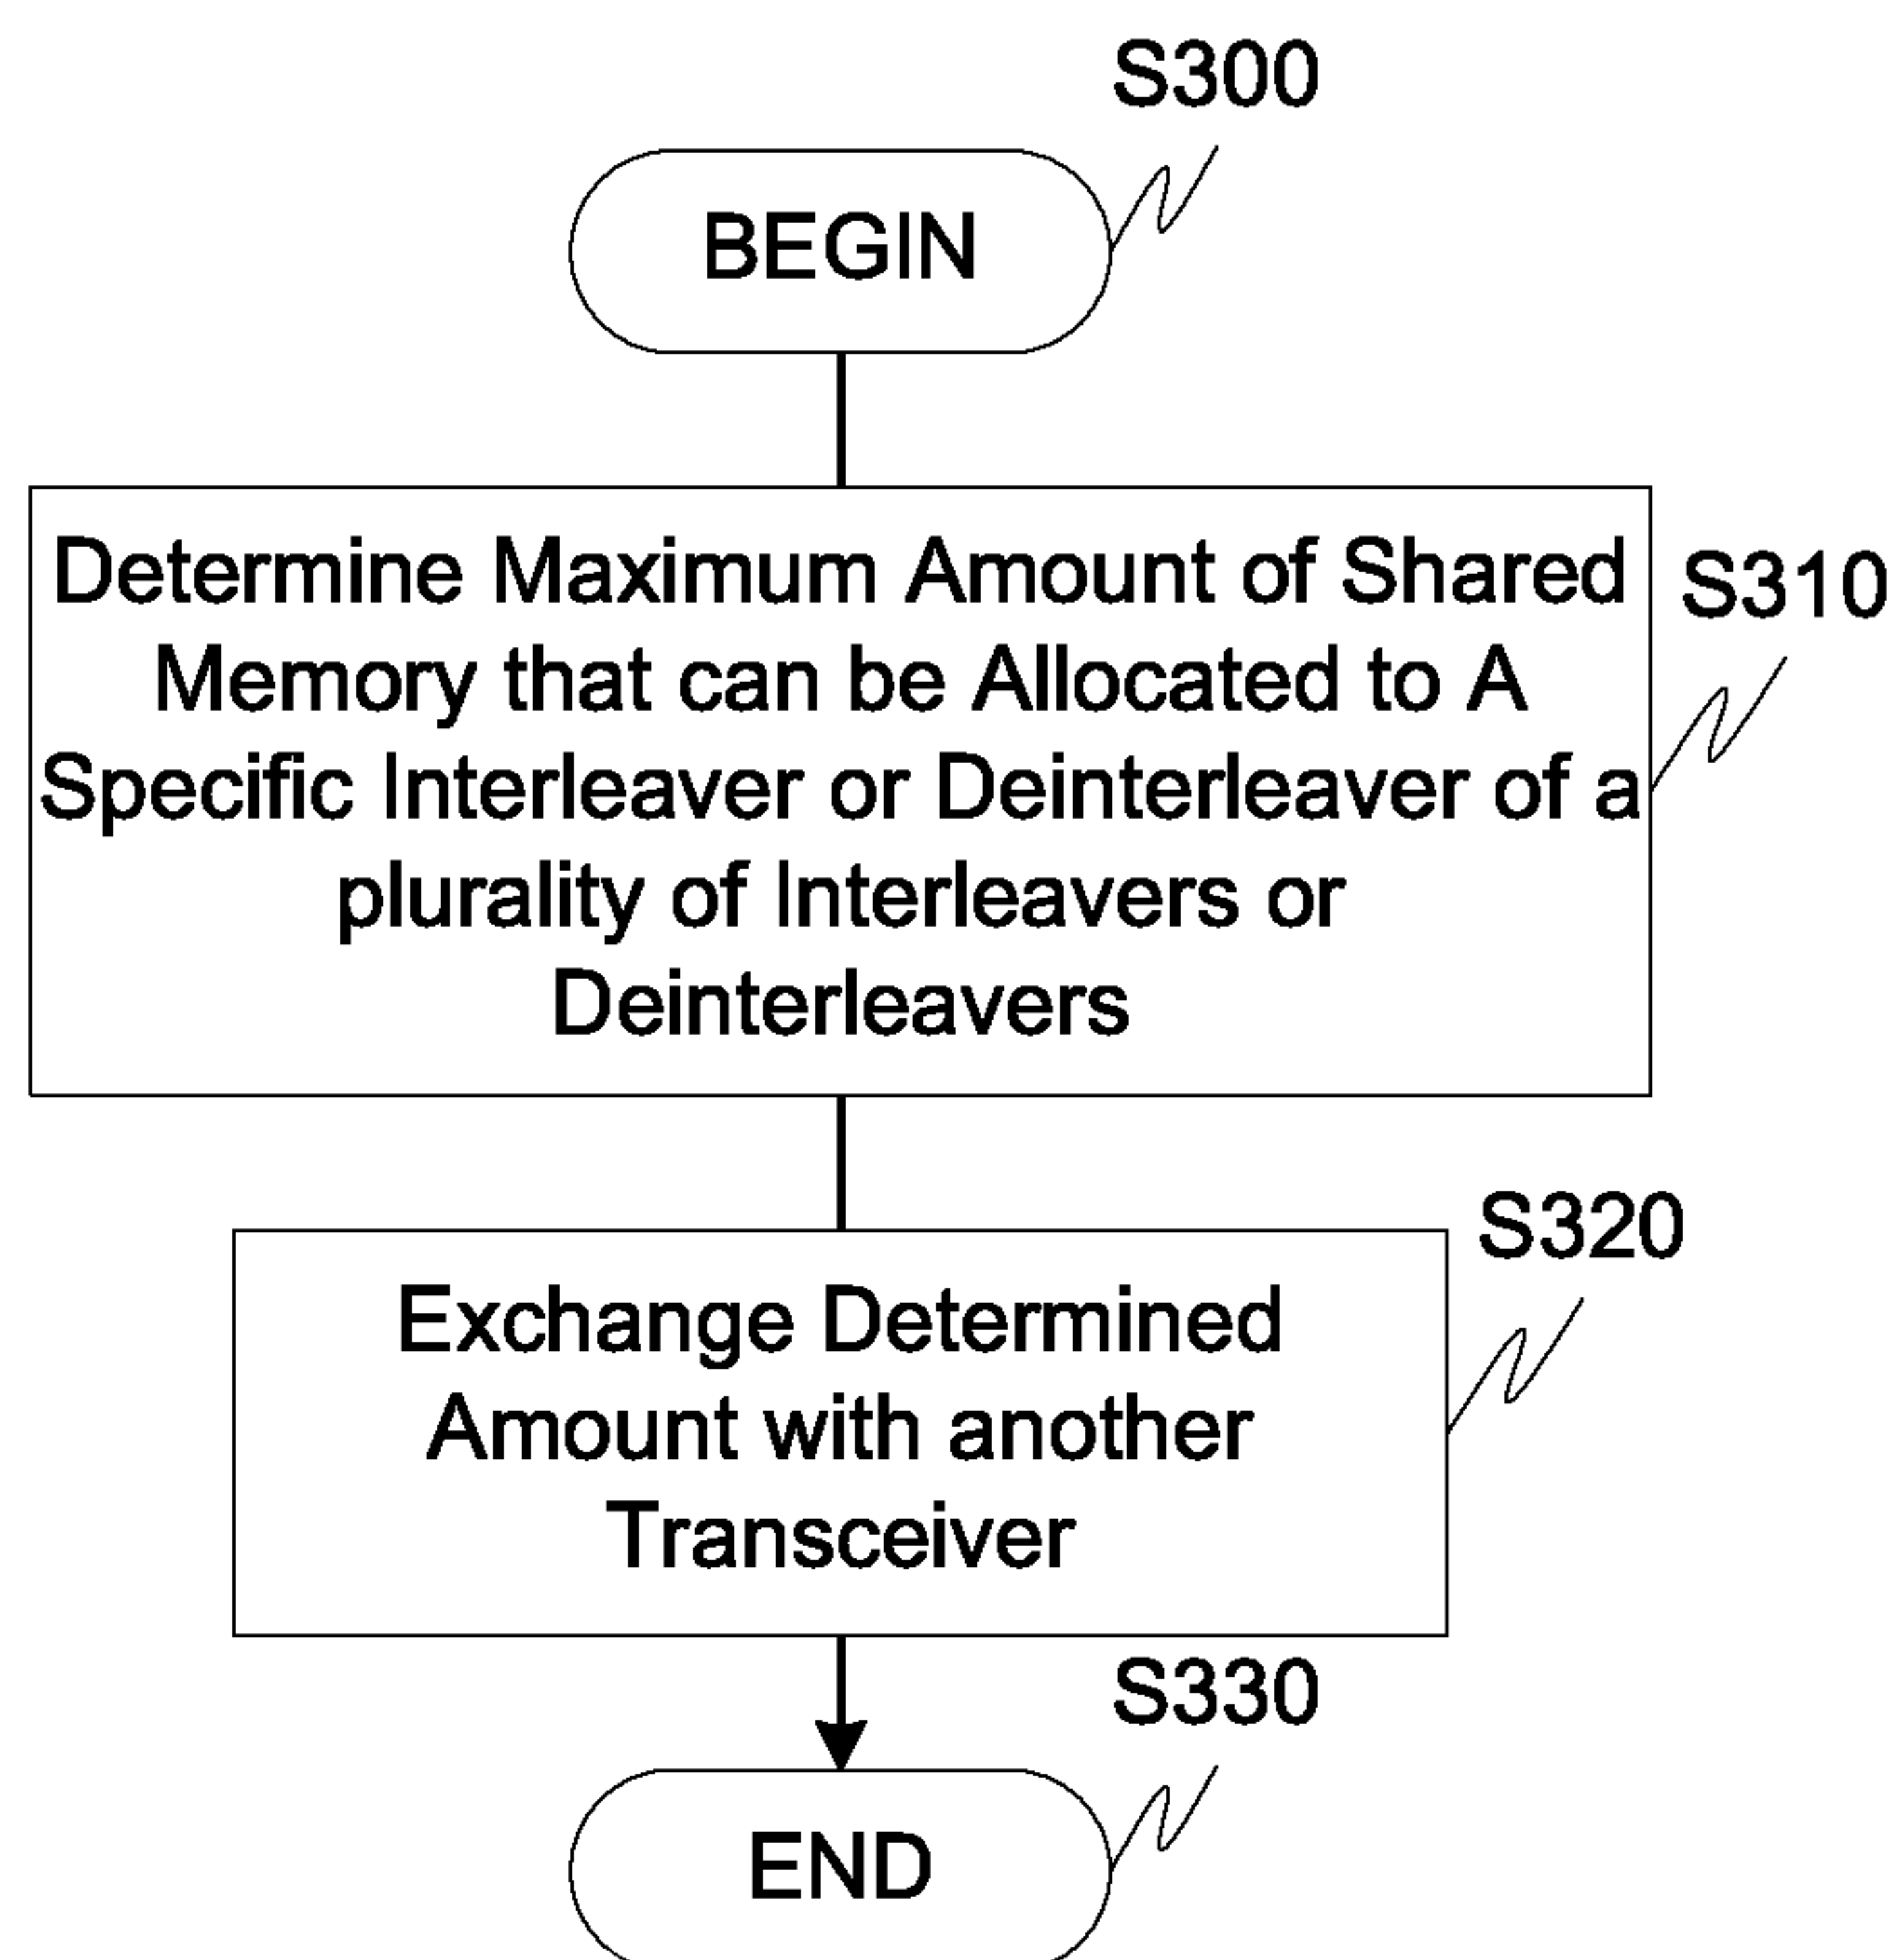 S300
BEGIN
Determine Maximum Amount of Shared
Memory that can be Allocated to A
Specific Interleaver or Deinterleaver of a
plurality of Interleavers or
Deinterleavers
S310
Exchange Determined
Amount with another
Transceiver
S320
S330
END